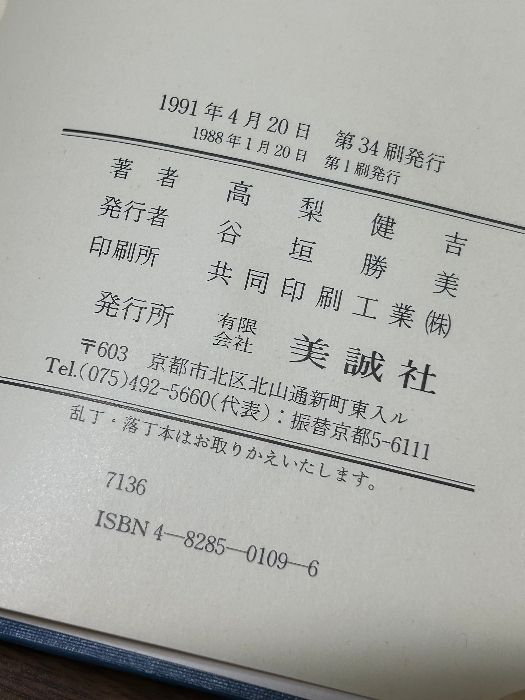 1991年4月20日 第34刷発行
1988年1月20日 第1刷発行
著者 高梨健吉
発行者 谷垣勝美
印刷所 共同印刷工業㈱
発行所 有限会社 美誠社
〒603 京都市北区北山通新町東入ル
Tel.(075)492-5660(代表):振替京都5-6111
乱丁・落丁本はお取りかえいたします。
7136
ISBN4—8285—0109—6